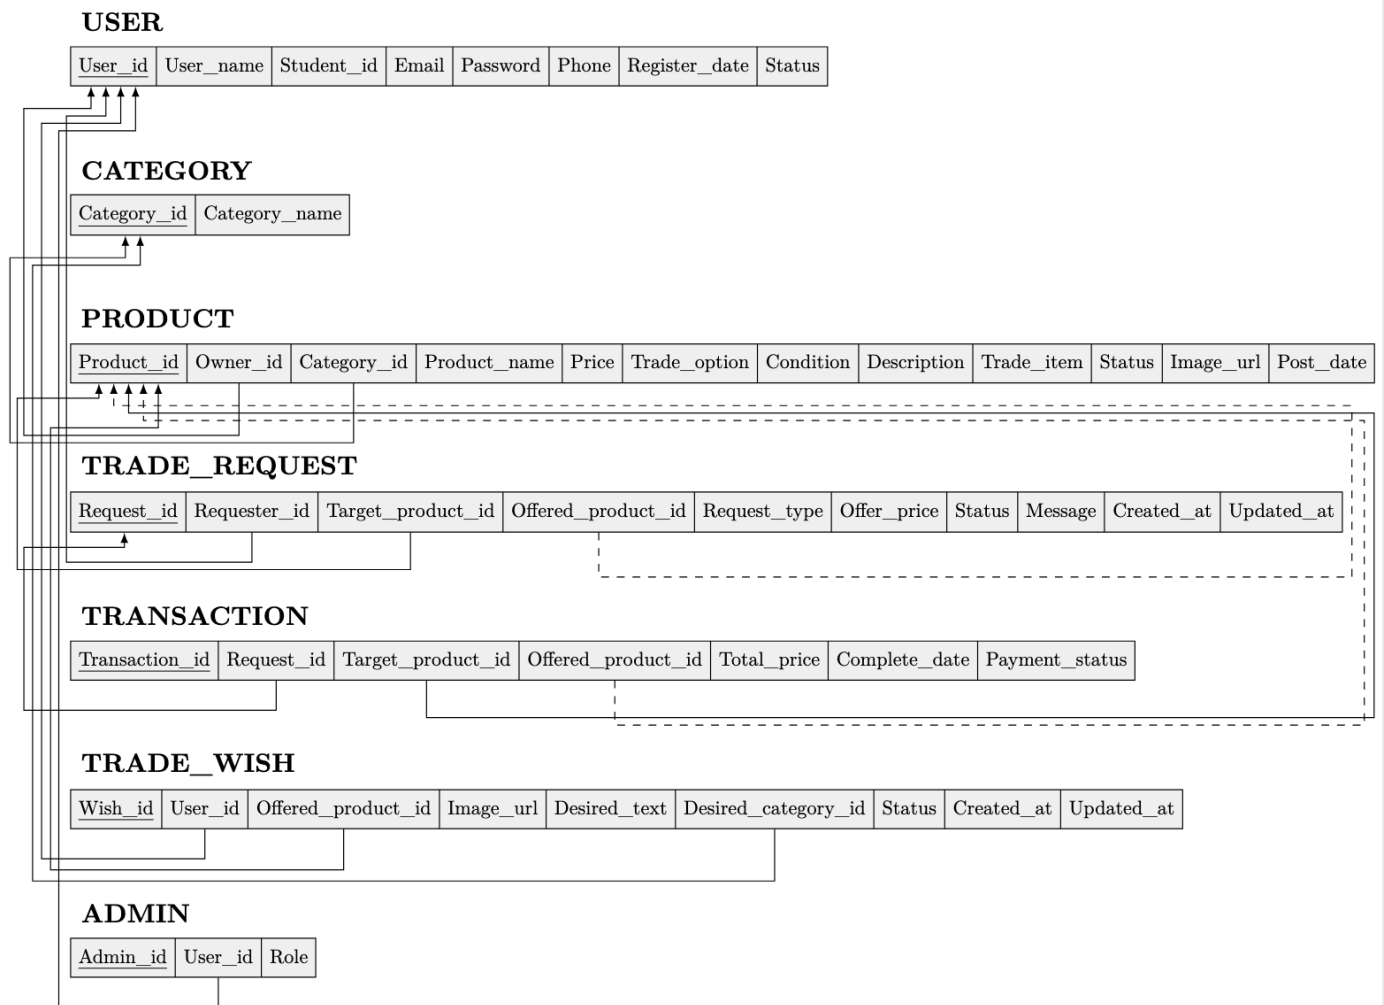 USER
User_id User_name Student_id Email Password Phone Register_date Status
CATEGORY
Category_id Category_name
PRODUCT
Product_id Owner_id Category_id Product_name Price Trade_option Condition Description Trade_item Status Image_url Post_date
TRADE_REQUEST
Request_id Requester_id Target_product_id Offered_product_id Request_type Offer_price Status Message Created_at Updated_at
TRANSACTION
Transaction_id Request_id Target_product_id Offered_product_id Total_price Complete_date Payment_status
TRADE_WISH
Wish_id User_id Offered_product_id Image_url Desired_text Desired_category_id Status Created_at Updated_at
ADMIN
Admin_id User_id Role